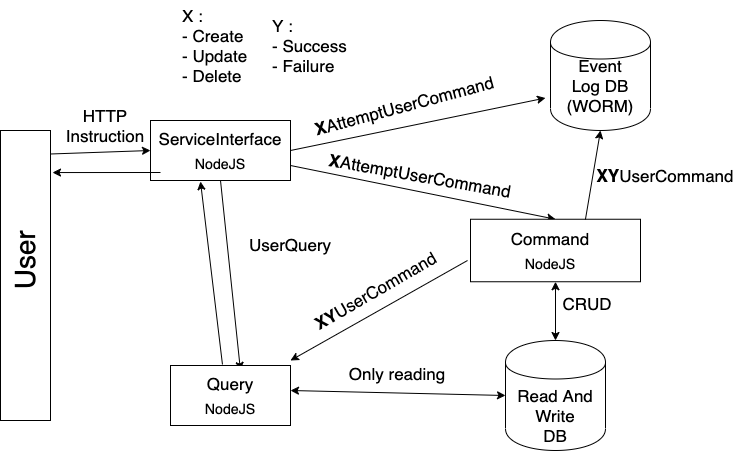 X :
- Create
- Update
- Delete
Y :
- Success
- Failure
Event
Log DB
(WORM)
HTTP
Instruction
XAttemptUserCommand
ServiceInterface
NodeJS
XAttemptUserCommand
XYUserCommand
User
UserQuery
Command
NodeJS
XYUserCommand
CRUD
Query
NodeJS
Only reading
Read And
Write
DB